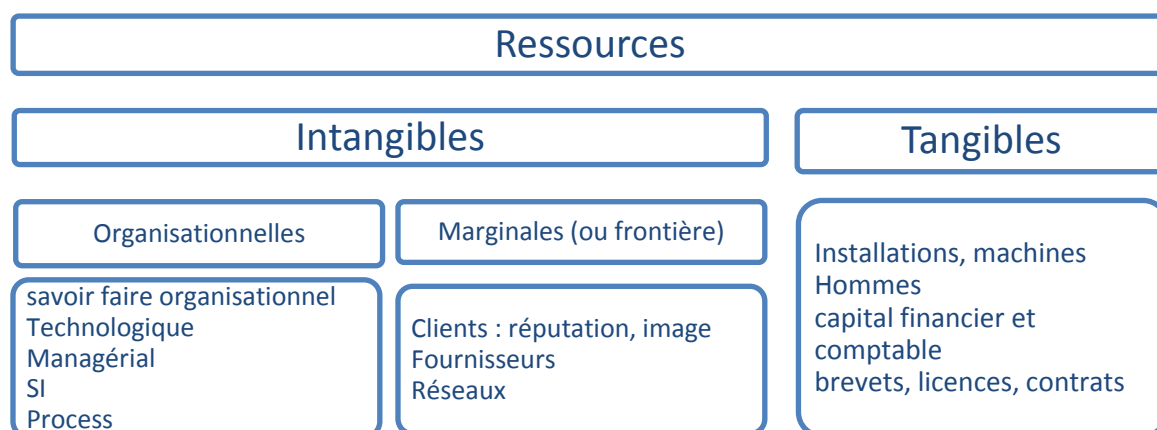 Ressources
Intangibles
Tangibles
Organisationnelles
Marginales (ou frontière)
savoir faire organisationnel
Technologique
Managérial
SI
Process
Clients : réputation, image
Fournisseurs
Réseaux
Installations, machines
Hommes
capital financier et
comptable
brevets, licences, contrats